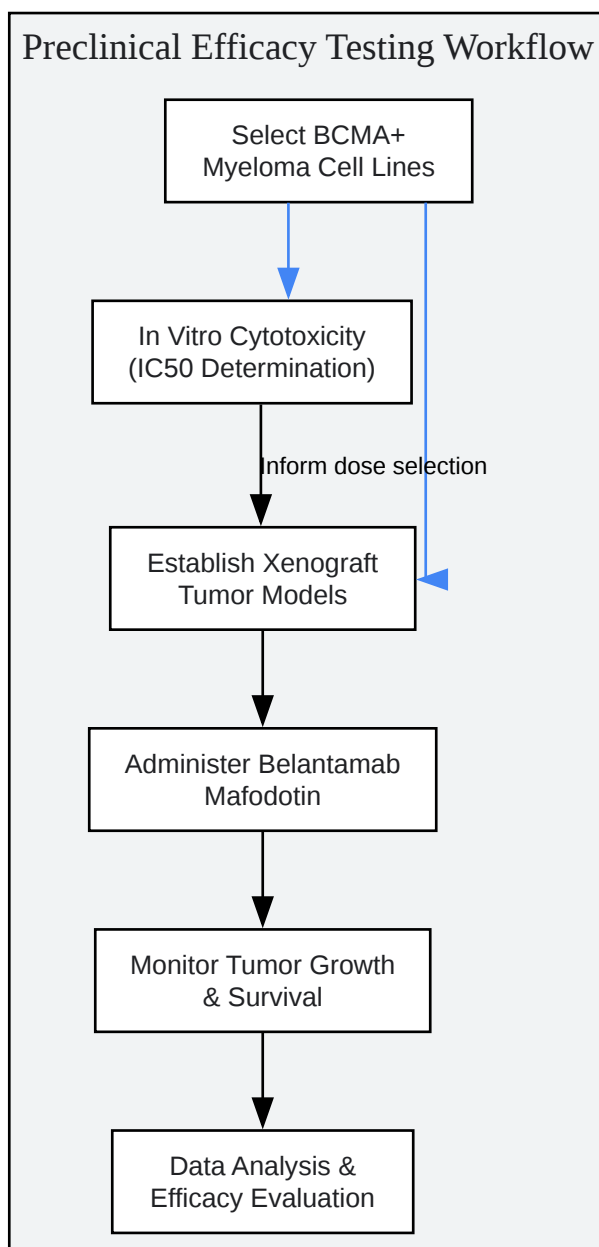 Preclinical Efficacy Testing Workflow
Select BCMA+
Myeloma Cell Lines
In Vitro Cytotoxicity
(IC50 Determination)
Inform dose selection
Establish Xenograft
Tumor Models
Administer Belantamab
Mafodotin
Monitor Tumor Growth
& Survival
Data Analysis &
Efficacy Evaluation